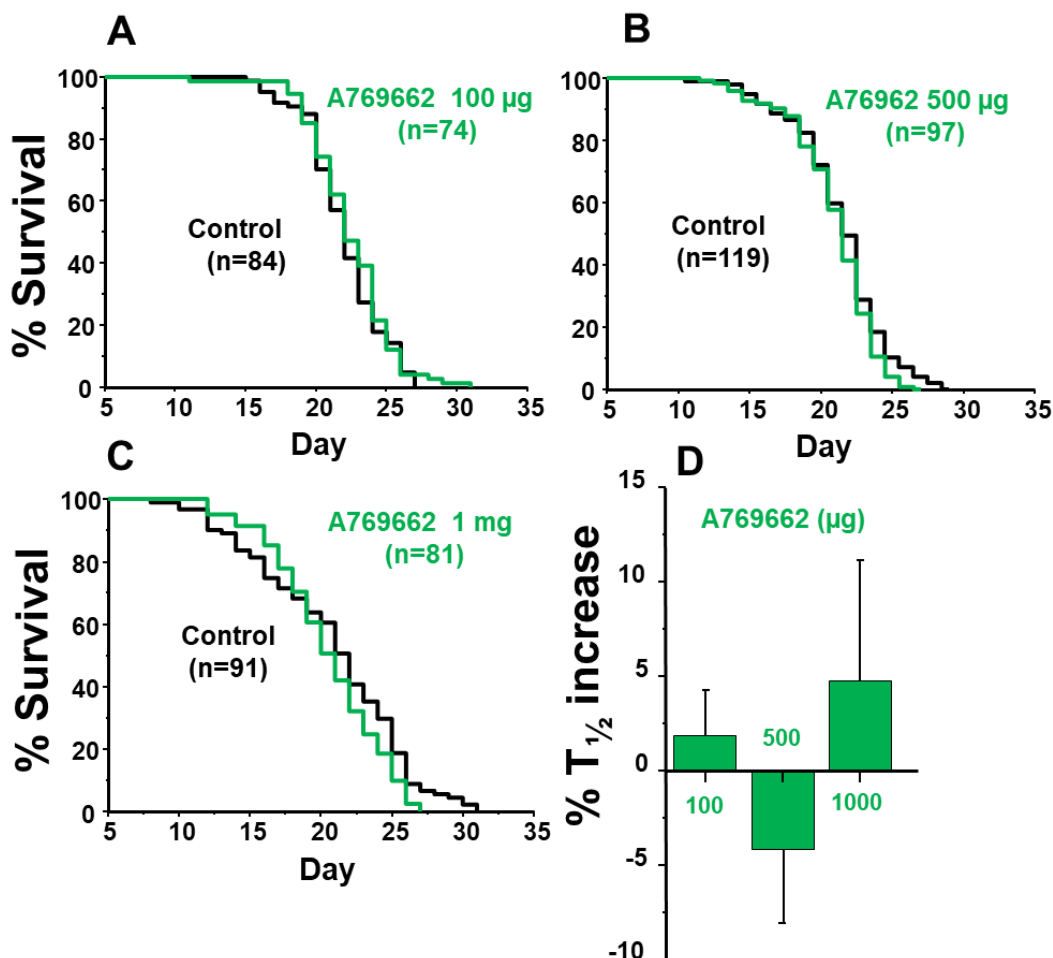 A
% Survival
100
80
60
40
20
0
A769662 100 µg
(n=74)
Control
(n=84)
5 10 15 20 25 30 35
Day
B
100
80
60
40
20
0
A76962 500 µg
(n=97)
Control
(n=119)
5 10 15 20 25 30 35
Day
C
% Survival
100
80
60
40
20
0
A769662 1 mg
(n=81)
Control
(n=91)
5 10 15 20 25 30 35
Day
D
% T½ increase
15
10
5
0
-5
-10
A769662 (µg)
100
500
1000